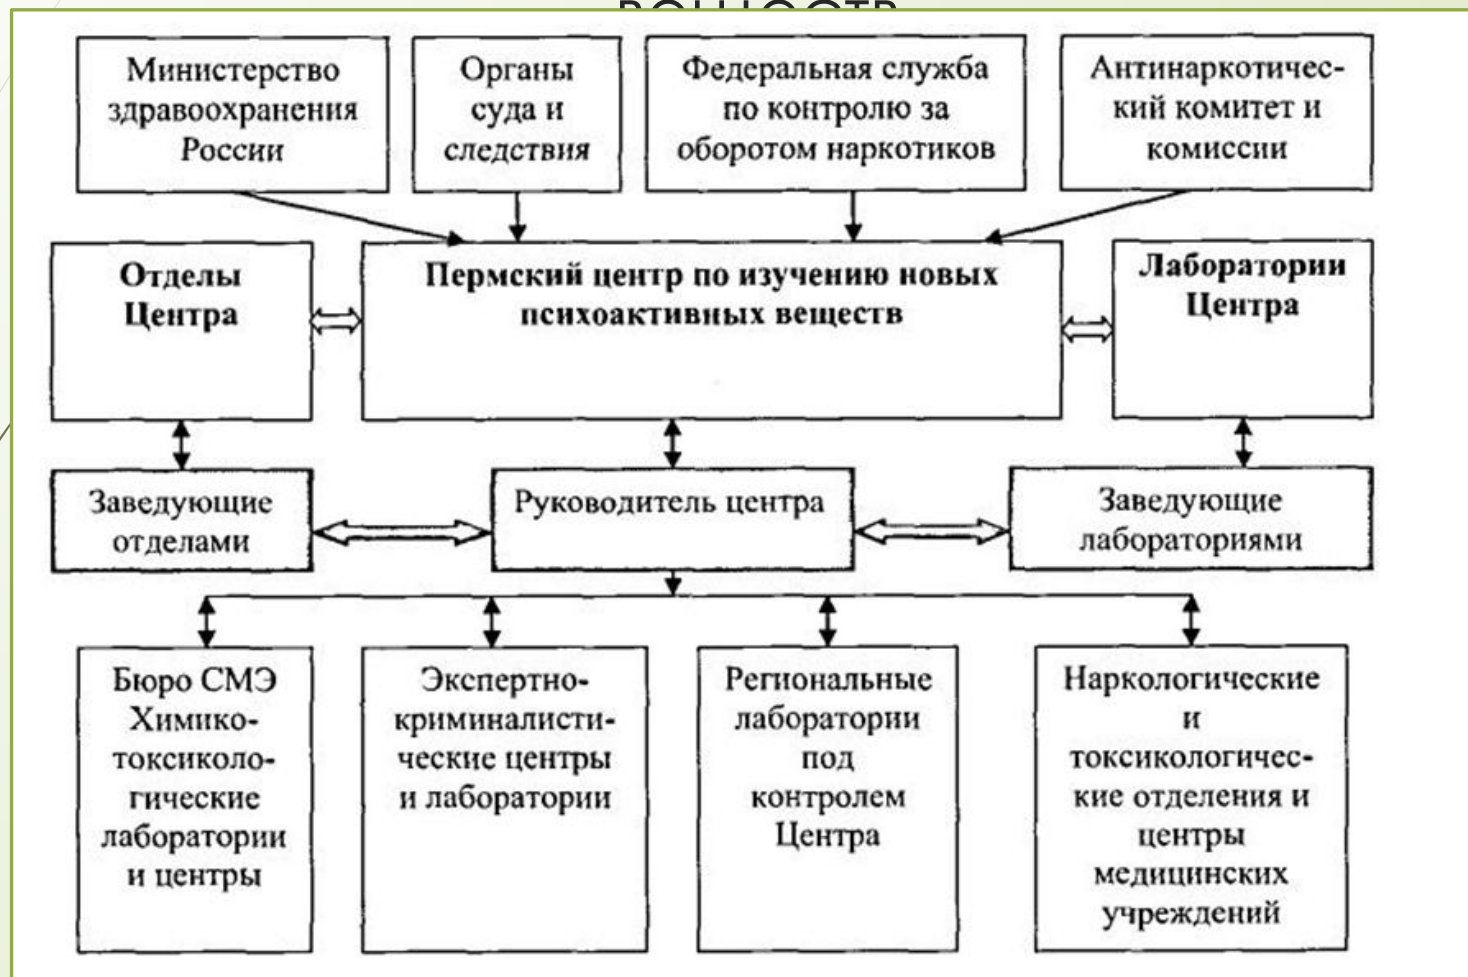 Министерство
здравоохранения
России
Органы
суда и
следствия
Федеральная служба
по контролю за
оборотом наркотиков
Антинаркотичес-
кий комитет и
комиссии
Отделы
Центра
Пермский центр по изучению новых
психоактивных веществ
Лаборатории
Центра
Заведующие
отделами
Руководитель центра
Заведующие
лабораториями
Бюро СМЭ
Химико-
токсиколо-
гические
лаборатории
и центры
Экспертно-
криминалисти-
ческие центры
и лаборатории
Региональные
лаборатории
под
контролем
Центра
Наркологические
и
токсикологичес-
кие отделения и
центры
медицинских
учреждений